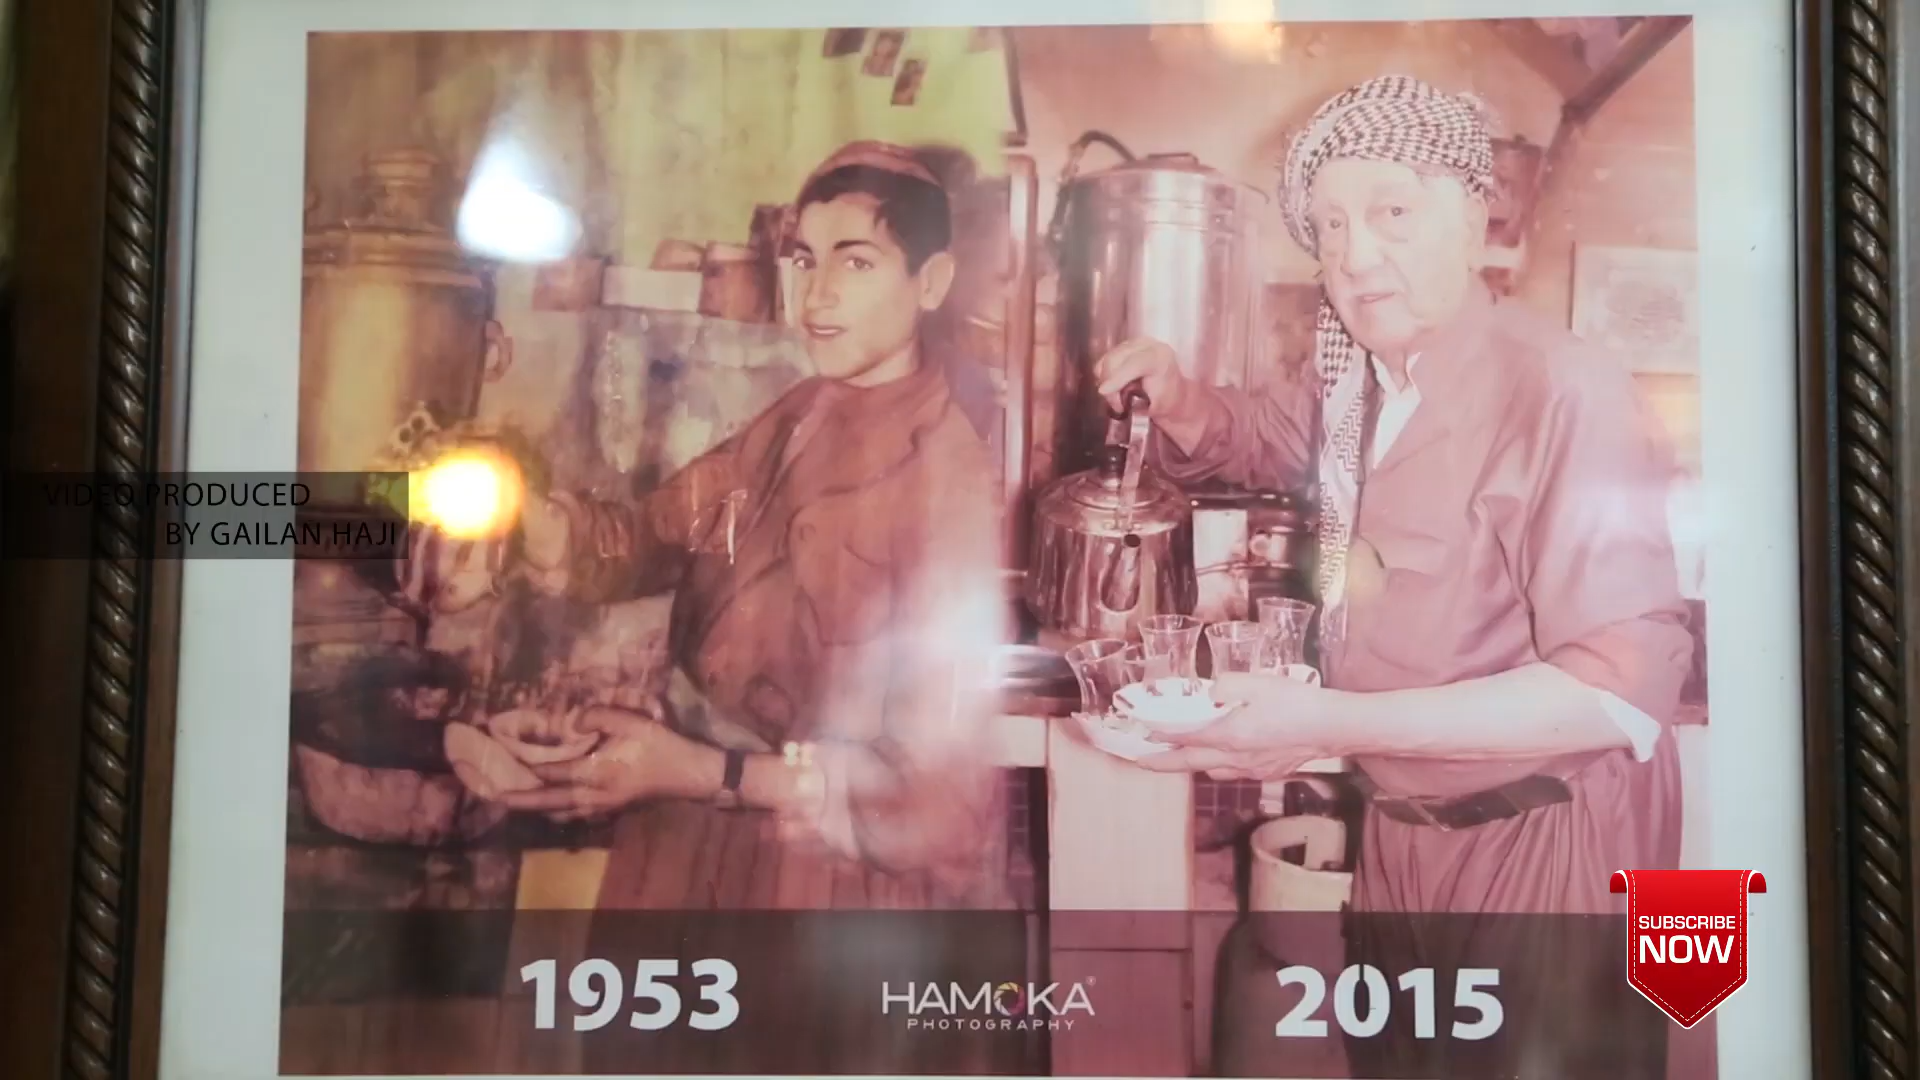 VIDEO PRODUCED
BY GAILAN HAJI
1953
HAMOKA
PHOTOGRAPHY
2015
SUBSCRIBE
NOW